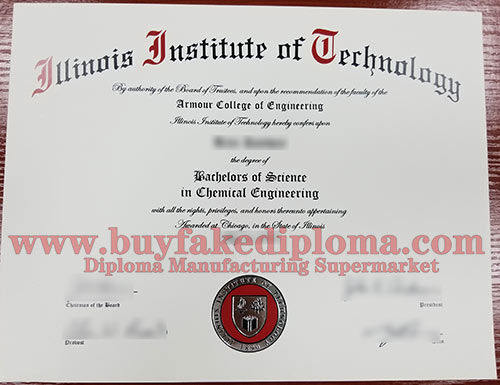 Illinois Institute of Technology
By authority of the Board of Trustees, and upon the recommendation of the faculty of the
Armour College of Engineering
Illinois Institute of Technology hereby confers upon
the degree of
Bachelors of Science
in Chemical Engineering
with all the rights, privileges, and honors thereunto appertaining
Awarded at Chicago, in the State of Illinois
www.buyfakediploma.com
Diploma Manufacturing Supermarket
Chairman of the Board
President
Provost